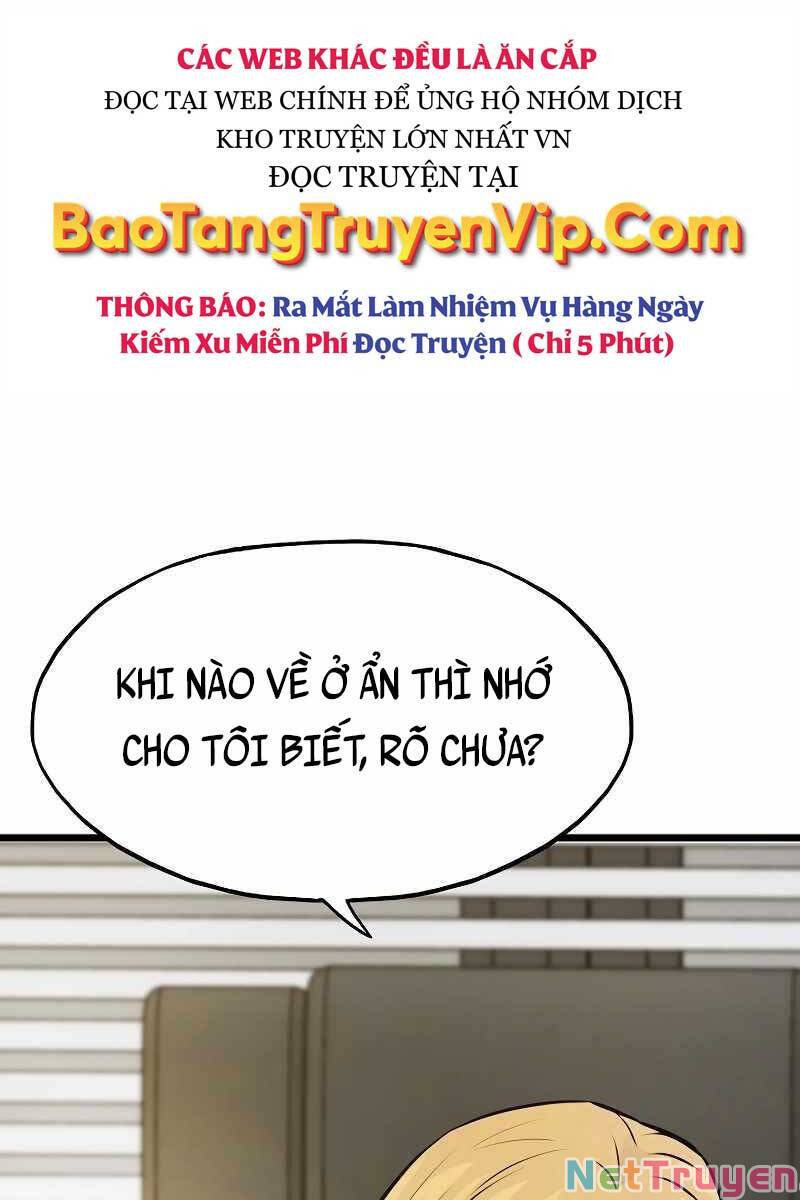 CÁC WEB KHÁC ĐỀU LÀ ĂN CẮP
ĐỌC TẠI WEB CHÍNH ĐỂ ỦNG HỘ NHÓM DỊCH
KHO TRUYỆN LỚN NHẤT VN
ĐỌC TRUYỆN TẠI
BaoTangTruyenVip.Com
THÔNG BÁO: Ra Mắt Làm Nhiệm Vụ Hàng Ngày
Kiếm Xu Miễn Phí Đọc Truyện ( Chỉ 5 Phút)
KHI NÀO VỀ Ở ẨN THÌ NHỚ
CHO TÔI BIẾT, RÕ CHƯA?
NetTruyen